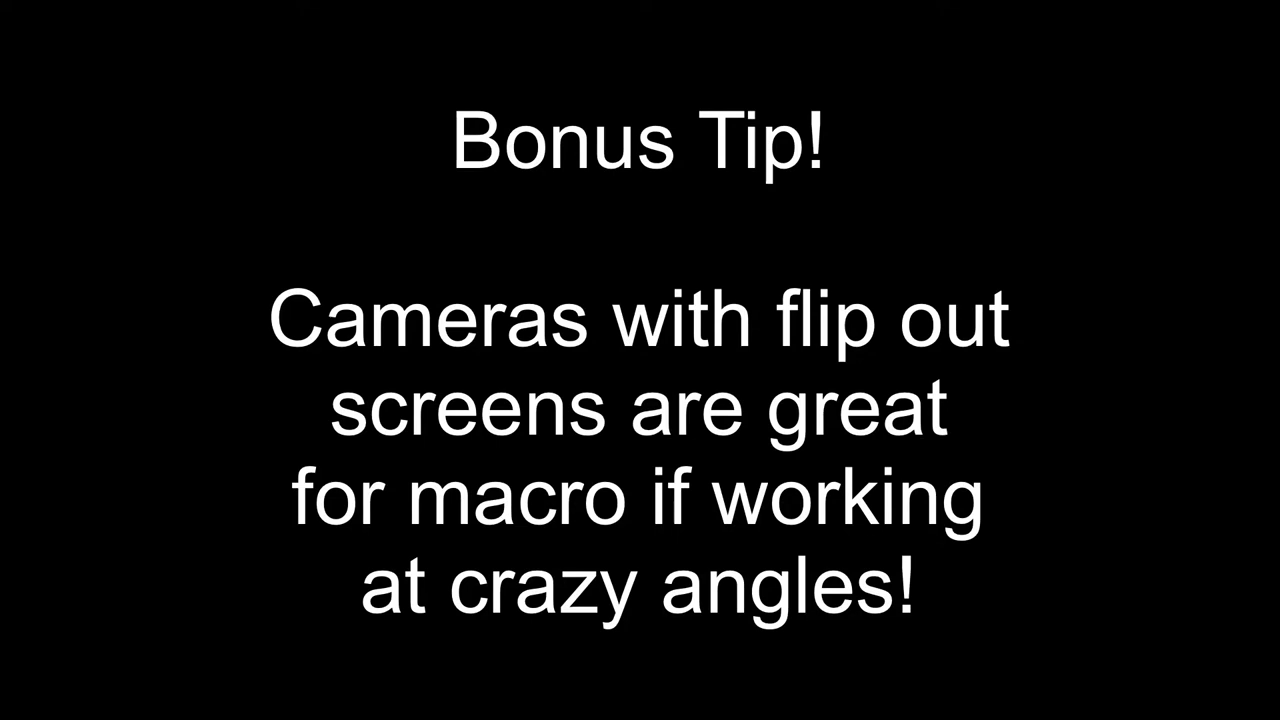 Bonus Tip!
Cameras with flip out
screens are great
for macro if working
at crazy angles!